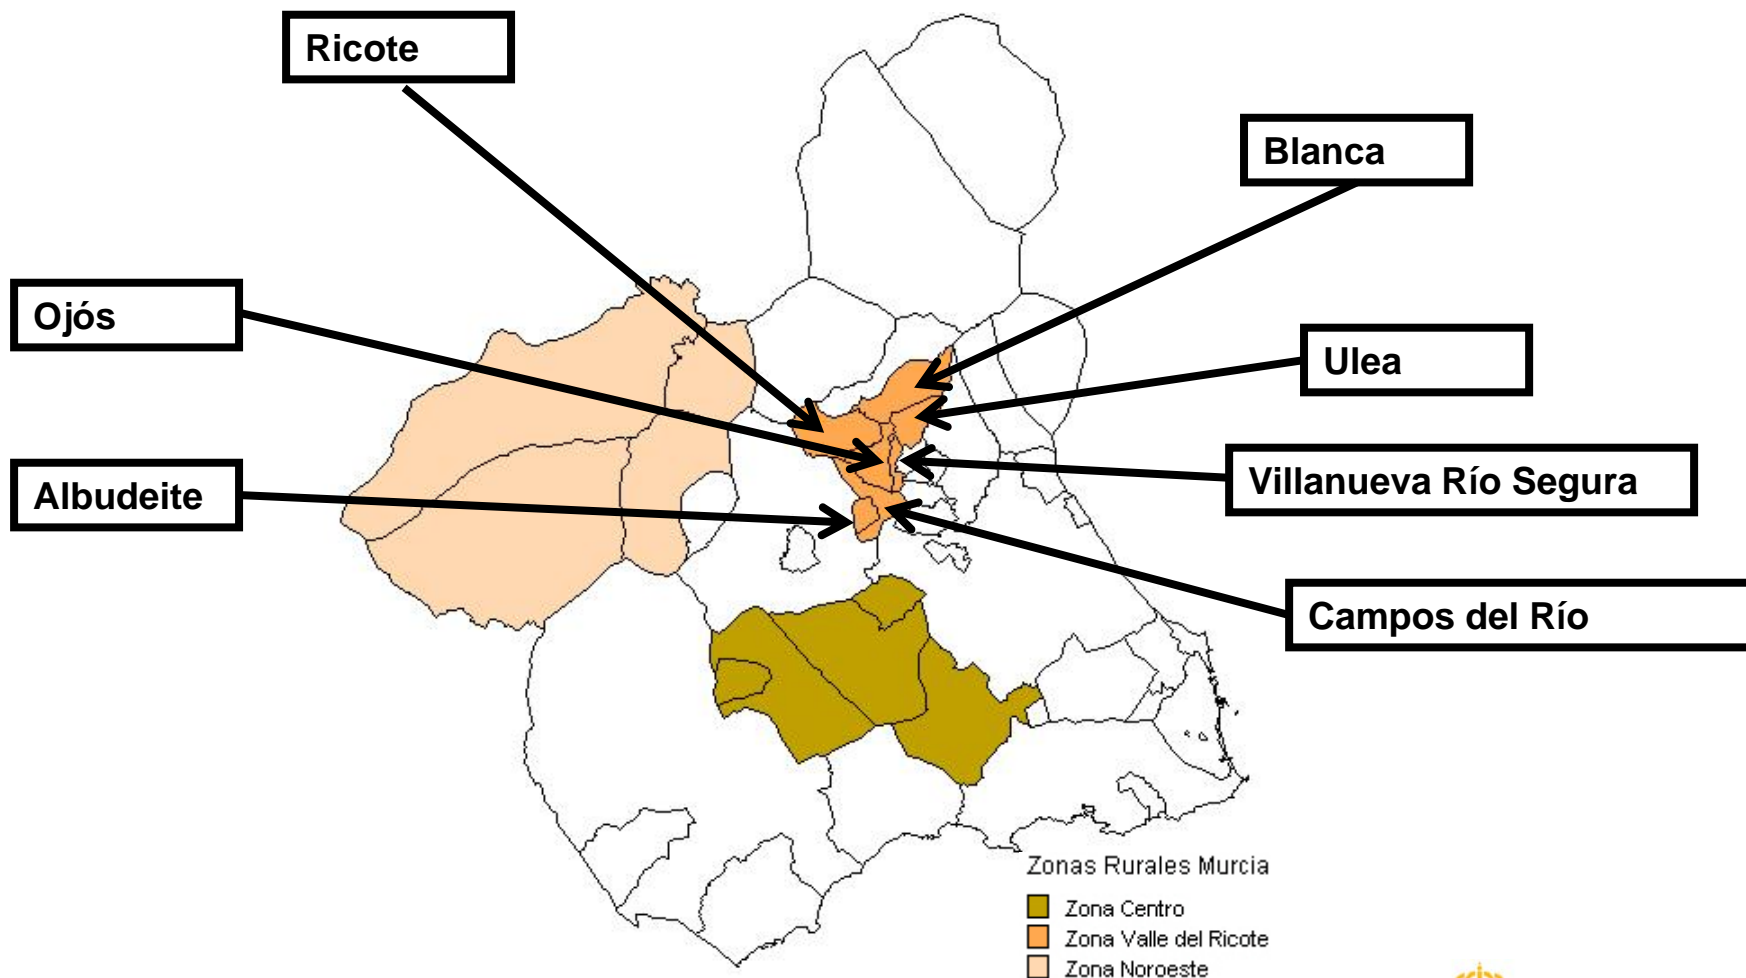 Ricote
Blanca
Ojós
Ulea
Albudeite
Villanueva Río Segura
Campos del Río
Zonas Rurales Murcia
Zona Centro
Zona Valle del Ricote
Zona Noroeste